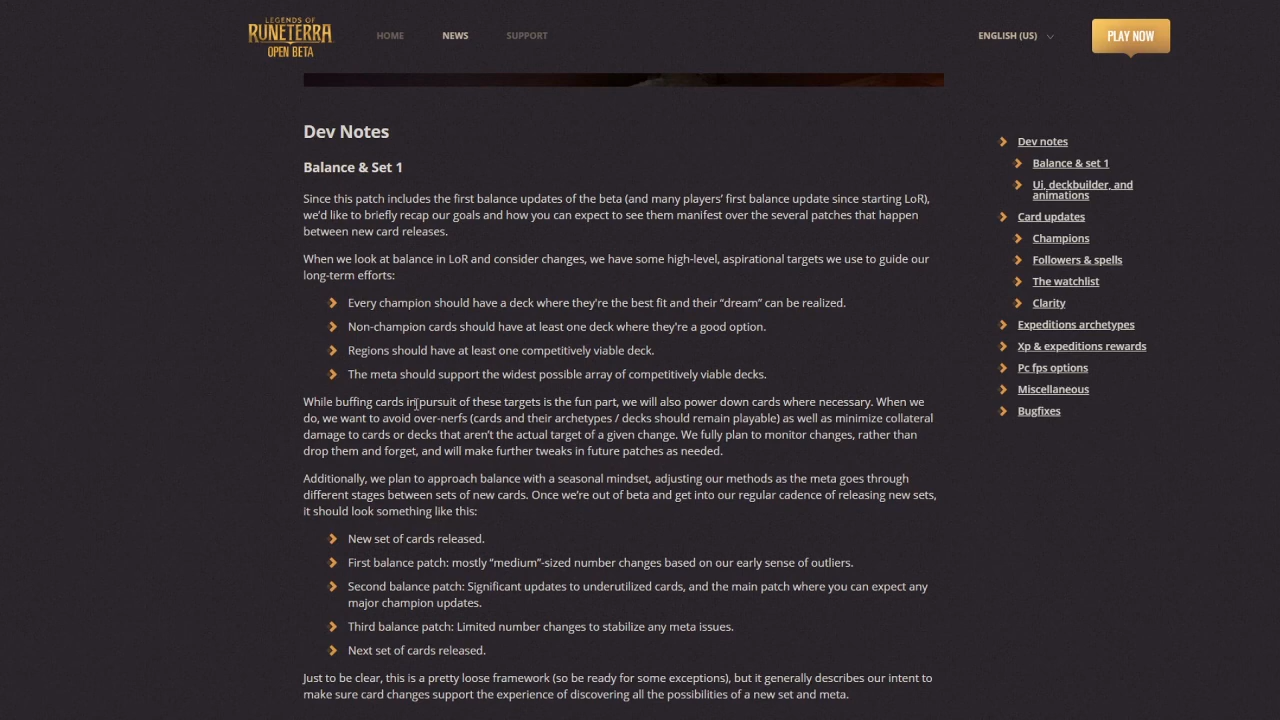 LEGENDS OF
RUNETERRA
OPEN BETA
HOME NEWS SUPPORT
ENGLISH (US)
PLAY NOW
Dev Notes
Balance & Set 1
Since this patch includes the first balance updates of the beta (and many players' first balance update since starting LoR),
we'd like to briefly recap our goals and how you can expect to see them manifest over the several patches that happen
between new card releases.
When we look at balance in LoR and consider changes, we have some high-level, aspirational targets we use to guide our
long-term efforts:
Every champion should have a deck where they're the best fit and their “dream” can be realized.
Non-champion cards should have at least one deck where they're a good option.
Regions should have at least one competitively viable deck.
The meta should support the widest possible array of competitively viable decks.
While buffing cards in pursuit of these targets is the fun part, we will also power down cards where necessary. When we
do, we want to avoid over-nerfs (cards and their archetypes / decks should remain playable) as well as minimize collateral
damage to cards or decks that aren't the actual target of a given change. We fully plan to monitor changes, rather than
drop them and forget, and will make further tweaks in future patches as needed.
Additionally, we plan to approach balance with a seasonal mindset, adjusting our methods as the meta goes through
different stages between sets of new cards. Once we're out of beta and get into our regular cadence of releasing new sets,
it should look something like this:
New set of cards released.
First balance patch: mostly “medium”-sized number changes based on our early sense of outliers.
Second balance patch: Significant updates to underutilized cards, and the main patch where you can expect any
major champion updates.
Third balance patch: Limited number changes to stabilize any meta issues.
Next set of cards released.
Just to be clear, this is a pretty loose framework (so be ready for some exceptions), but it generally describes our intent to
make sure card changes support the experience of discovering all the possibilities of a new set and meta.
Dev notes
Balance & set 1
Ui, deckbuilder, and
animations
Card updates
Champions
Followers & spells
The watchlist
Clarity
Expeditions archetypes
Xp & expeditions rewards
Pc fps options
Miscellaneous
Bugfixes